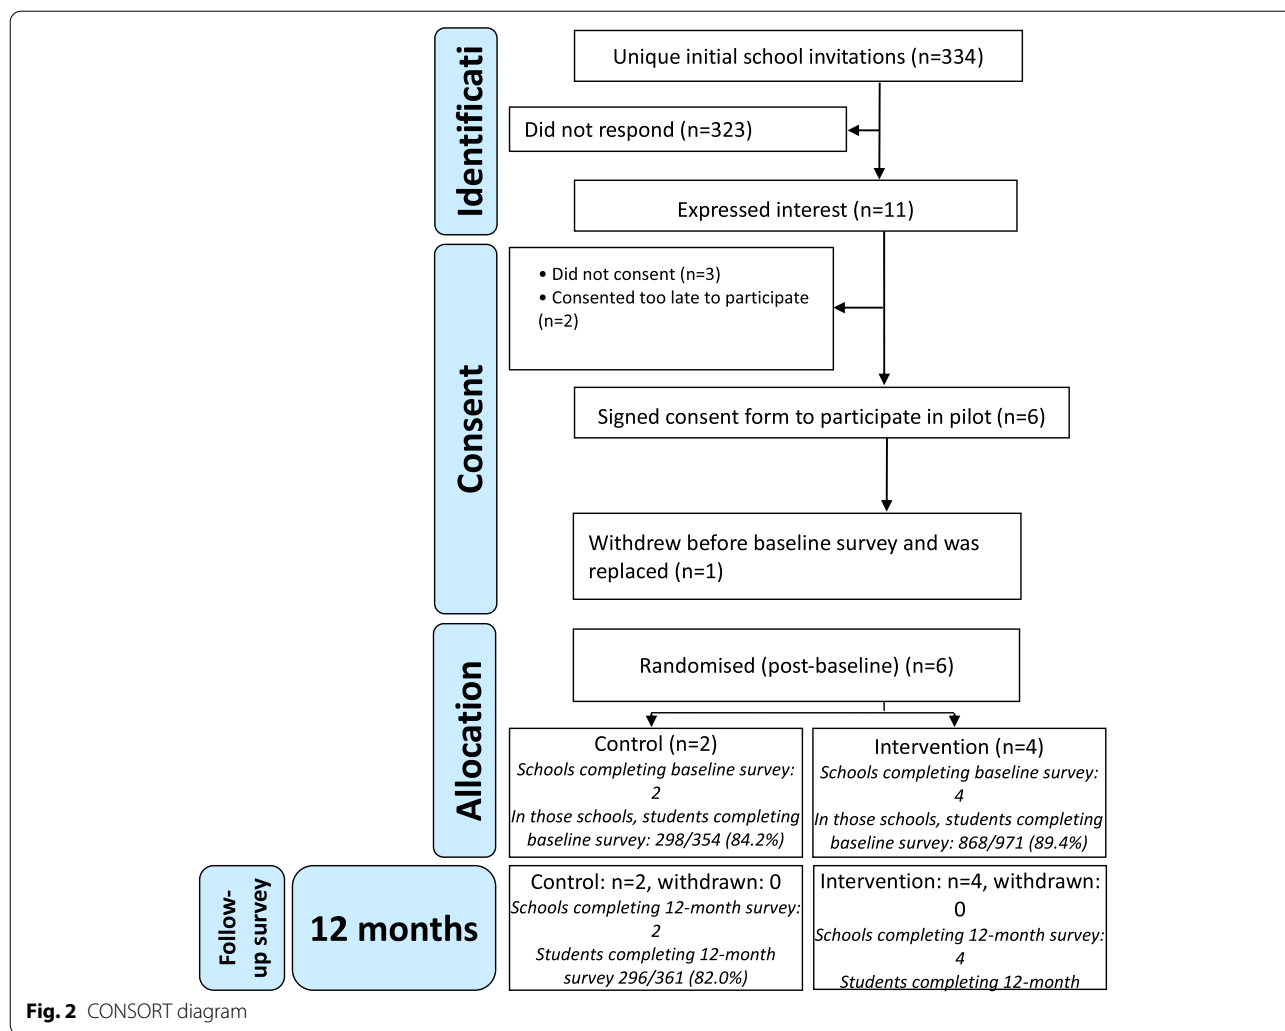 Identificati
Unique initial school invitations (n=334)
Did not respond (n=323)
Expressed interest (n=11)
Consent
• Did not consent (n=3)
• Consented too late to participate
(n=2)
Signed consent form to participate in pilot (n=6)
Withdrew before baseline survey and was
replaced (n=1)
Allocation
Randomised (post-baseline) (n=6)
Control (n=2)
Schools completing baseline survey:
2
In those schools, students completing
baseline survey: 298/354 (84.2%)
Intervention (n=4)
Schools completing baseline survey:
4
In those schools, students completing
baseline survey: 868/971 (89.4%)
Follow-
up survey
12 months
Control: n=2, withdrawn: 0
Schools completing 12-month survey:
2
Students completing 12-month
survey 296/361 (82.0%)
Intervention: n=4, withdrawn:
0
Schools completing 12-month survey:
4
Students completing 12-month
Fig. 2 CONSORT diagram